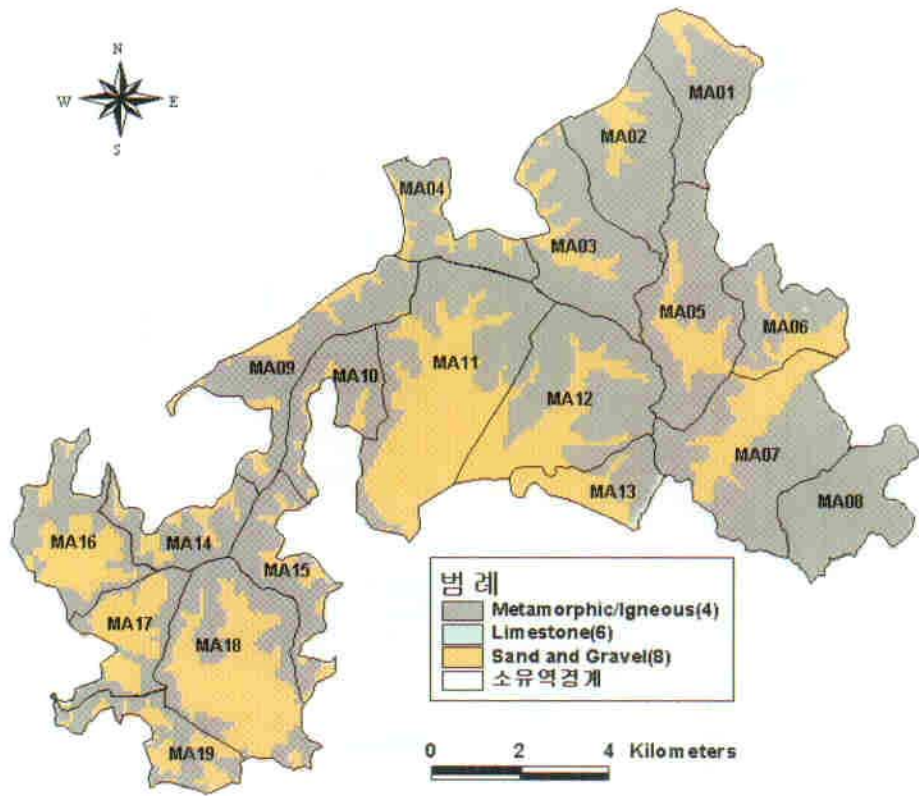 N
W E
S
MA01
MA02
MA04
MA03
MA05
MA06
MA11
MA09
MA10
MA12
MA07
MA13
MA08
MA14
MA16
MA15
MA17
MA18
MA19
범 례
Metamorphic/Igneous(4)
Limestone(6)
Sand and Gravel(8)
소유역경계
0 2 4 Kilometers